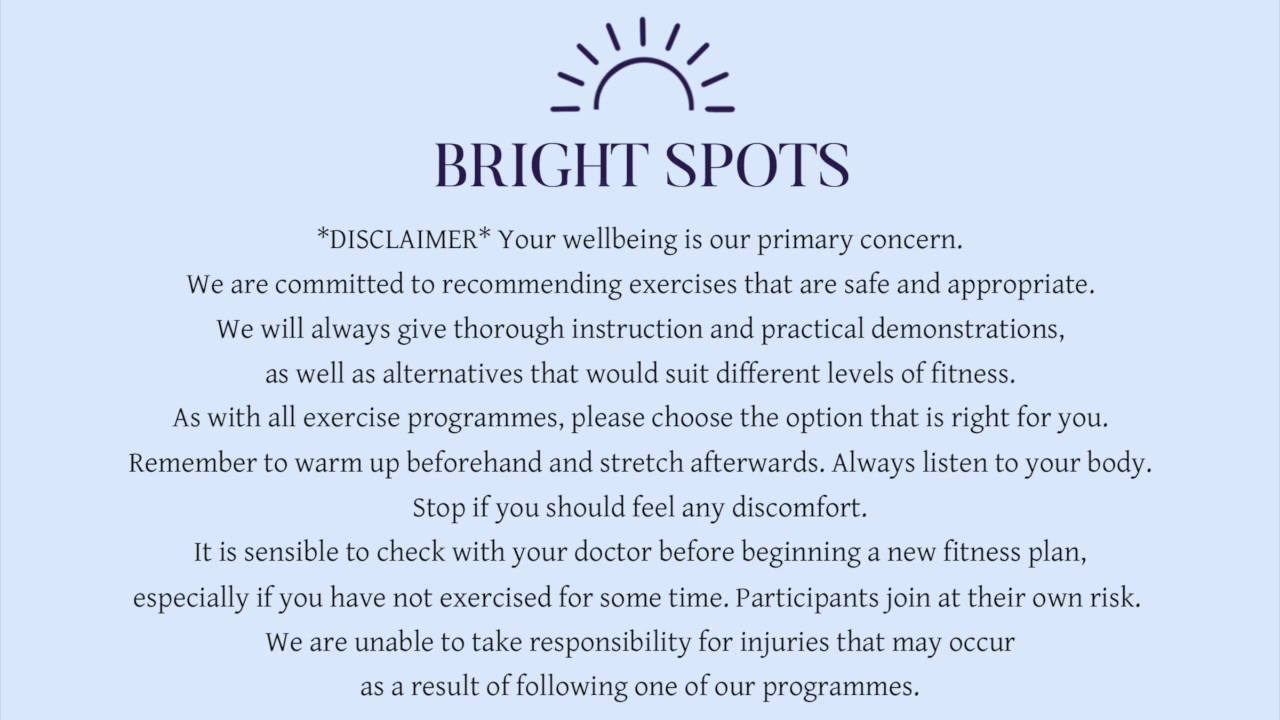 BRIGHT SPOTS
*DISCLAIMER* Your wellbeing is our primary concern.
We are committed to recommending exercises that are safe and appropriate.
We will always give thorough instruction and practical demonstrations,
as well as alternatives that would suit different levels of fitness.
As with all exercise programmes, please choose the option that is right for you.
Remember to warm up beforehand and stretch afterwards. Always listen to your body.
Stop if you should feel any discomfort.
It is sensible to check with your doctor before beginning a new fitness plan,
especially if you have not exercised for some time. Participants join at their own risk.
We are unable to take responsibility for injuries that may occur
as a result of following one of our programmes.